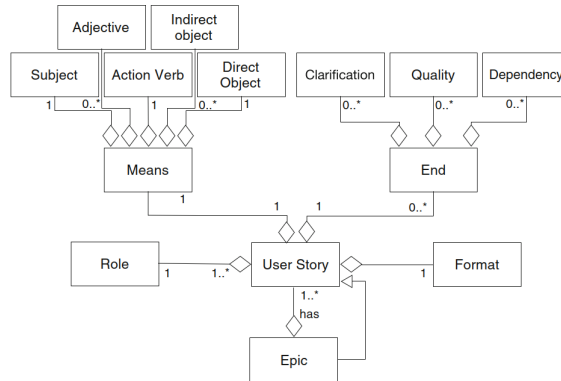 Adjective
Indirect
object
Subject
Action Verb
Direct
Object
Clarification
Quality
Dependency
1
0..*
1
0..*
1
0..*
0..*
0..*
Means
End
1
1
1
0..*
Role
User Story
Format
1
1..*
1
1..*
has
Epic